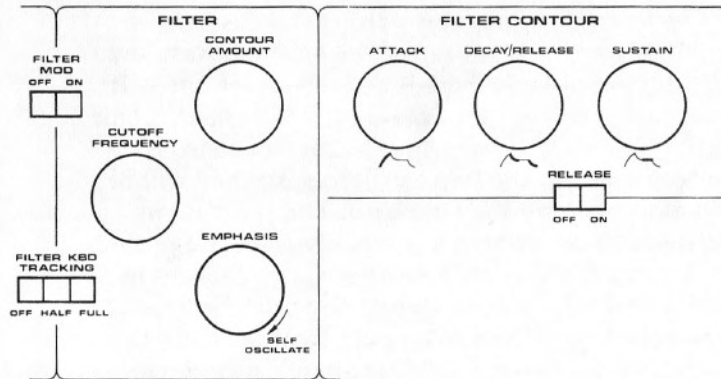 FILTER
FILTER CONTOUR
CONTOUR
AMOUNT
ATTACK
DECAY/RELEASE
SUSTAIN
FILTER
MOD
OFF ON
CUTOFF
FREQUENCY
RELEASE
OFF ON
EMPHASIS
FILTER KBD
TRACKING
OFF HALF FULL
SELF
OSCILLATE